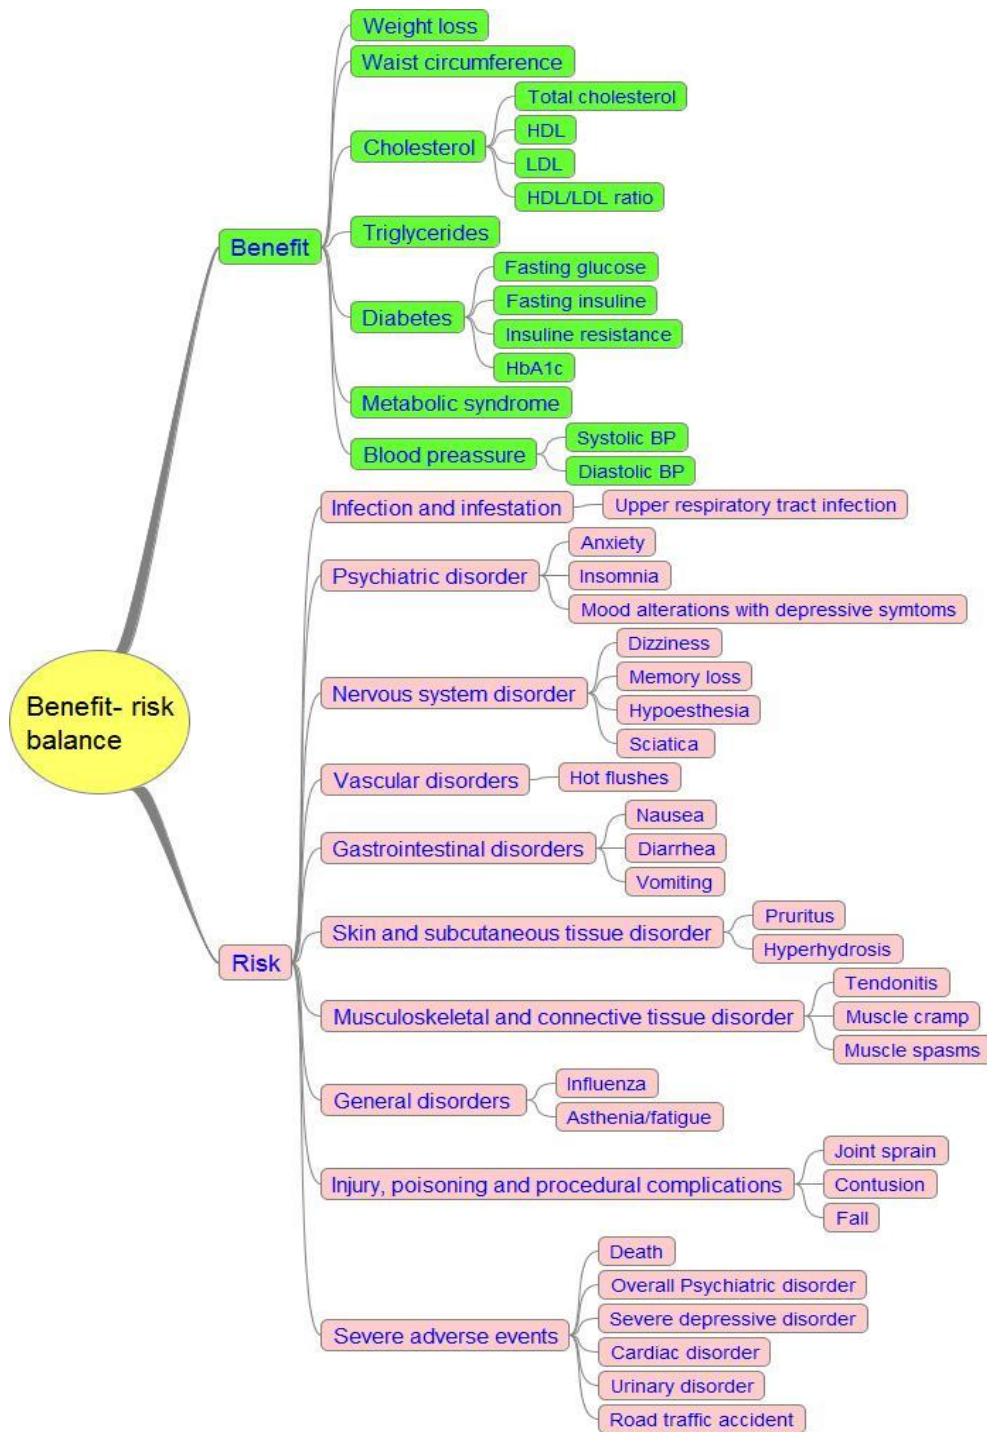 Benefit- risk
balance
Benefit
Weight loss
Waist circumference
Cholesterol
Total cholesterol
HDL
LDL
HDL/LDL ratio
Triglycerides
Diabetes
Fasting glucose
Fasting insuline
Insuline resistance
HbA1c
Metabolic syndrome
Blood preassure
Systolic BP
Diastolic BP
Risk
Infection and infestation
Upper respiratory tract infection
Psychiatric disorder
Anxiety
Insomnia
Mood alterations with depressive symtoms
Nervous system disorder
Dizziness
Memory loss
Hypoesthesia
Sciatica
Vascular disorders
Hot flushes
Gastrointestinal disorders
Nausea
Diarrhea
Vomiting
Skin and subcutaneous tissue disorder
Pruritus
Hyperhydrosis
Musculoskeletal and connective tissue disorder
Tendonitis
Muscle cramp
Muscle spasms
General disorders
Influenza
Asthenia/fatigue
Injury, poisoning and procedural complications
Joint sprain
Contusion
Fall
Severe adverse events
Death
Overall Psychiatric disorder
Severe depressive disorder
Cardiac disorder
Urinary disorder
Road traffic accident